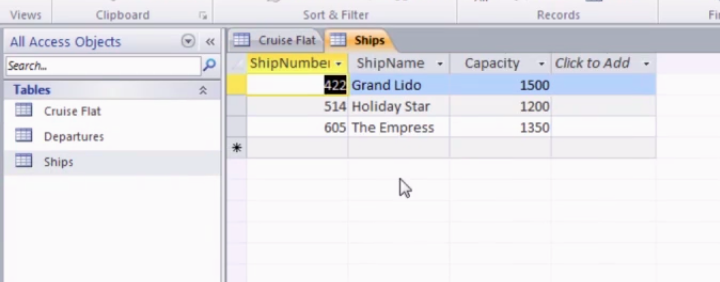 Views Clipboard Sort & Filter Records
All Access Objects
Search...
Tables
Cruise Flat
Departures
Ships
Cruise Flat Ships
ShipNumber ShipName Capacity Click to Add
422 Grand Lido 1500
514 Holiday Star 1200
605 The Empress 1350